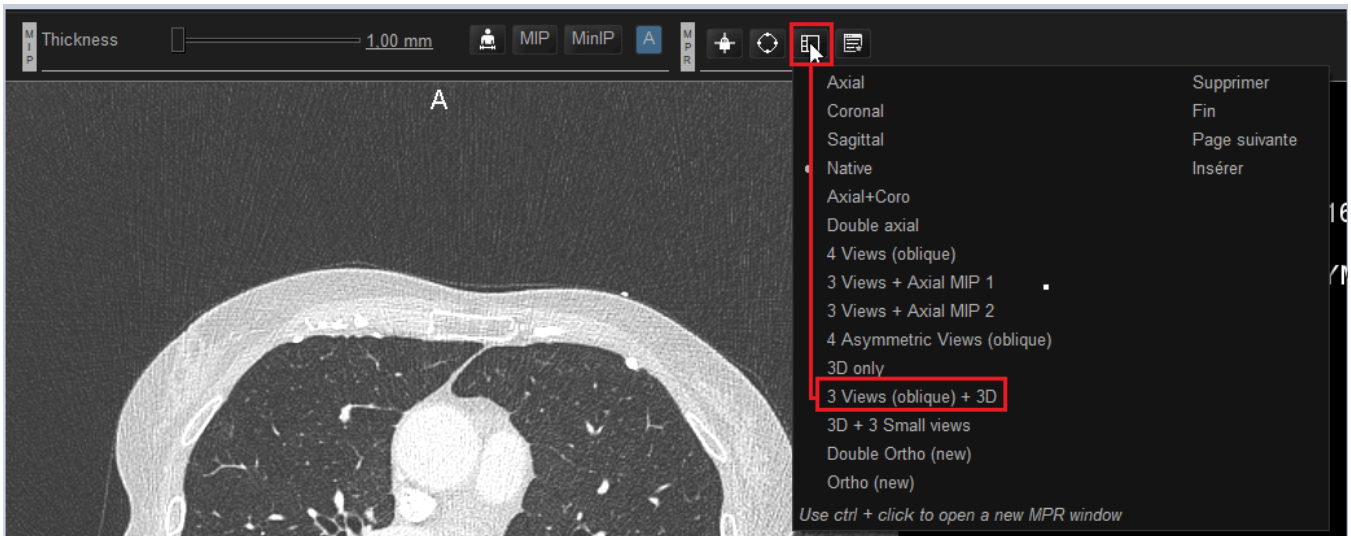 MIP Thickness 1,00 mm MIP MinIP A MPR
A
Axial Supprimer
Coronal Fin
Sagittal Page suivante
Native Insérer
Axial+Coro
Double axial
16
4 Views (oblique)
3 Views + Axial MIP 1
3 Views + Axial MIP 2
4 Asymmetric Views (oblique)
3D only
3 Views (oblique) + 3D
3D + 3 Small views
Double Ortho (new)
Ortho (new)
Use ctrl + click to open a new MPR window